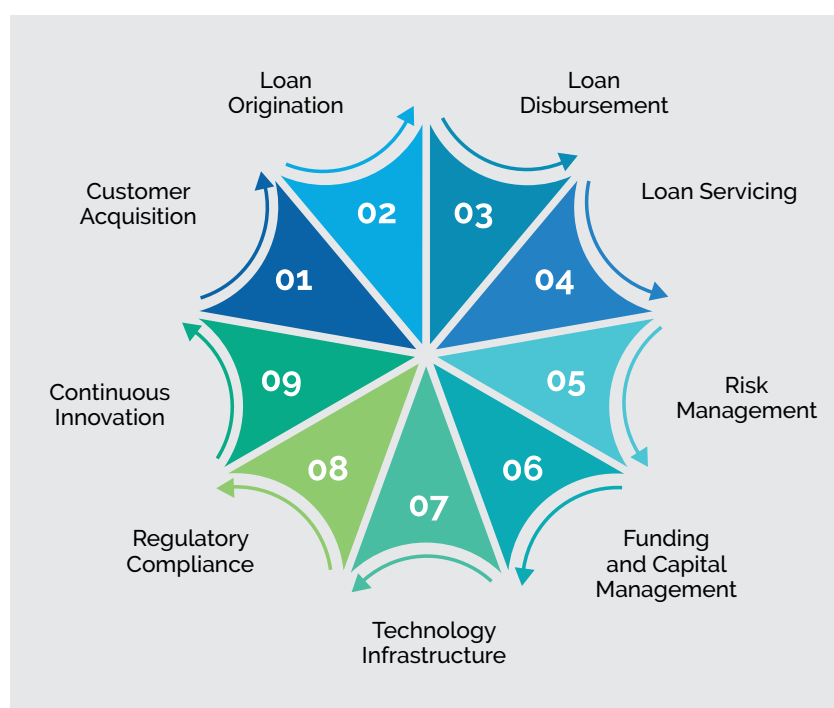 01
Customer
Acquisition
02
Loan
Origination
03
Loan
Disbursement
04
Loan Servicing
05
Risk
Management
06
Funding
and Capital
Management
07
Technology
Infrastructure
08
Regulatory
Compliance
09
Continuous
Innovation